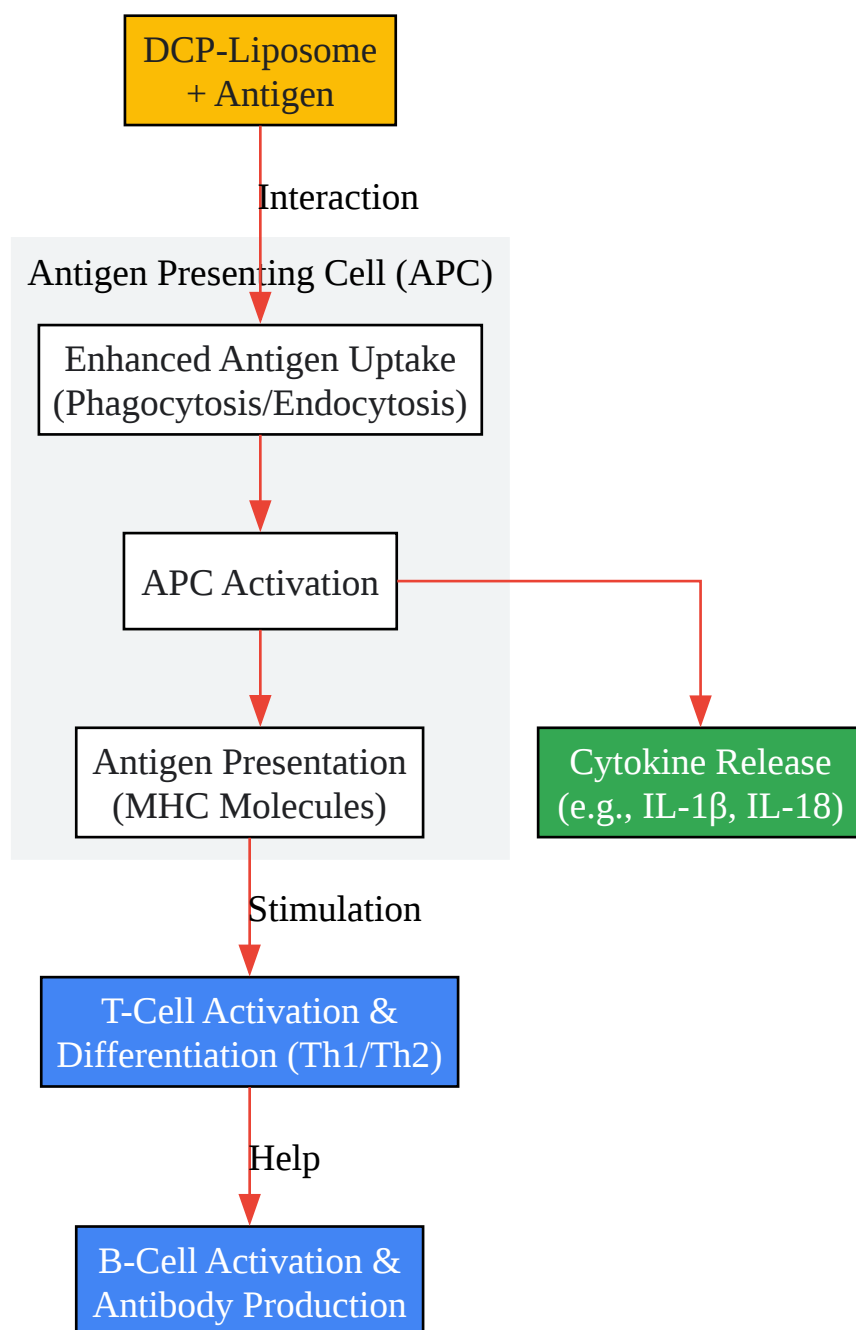 DCP-Liposome
+ Antigen
Interaction
Antigen Presenting Cell (APC)
Enhanced Antigen Uptake
(Phagocytosis/Endocytosis)
APC Activation
Antigen Presentation
(MHC Molecules)
Cytokine Release
(e.g., IL-1β, IL-18)
Stimulation
T-Cell Activation &
Differentiation (Th1/Th2)
Help
B-Cell Activation &
Antibody Production